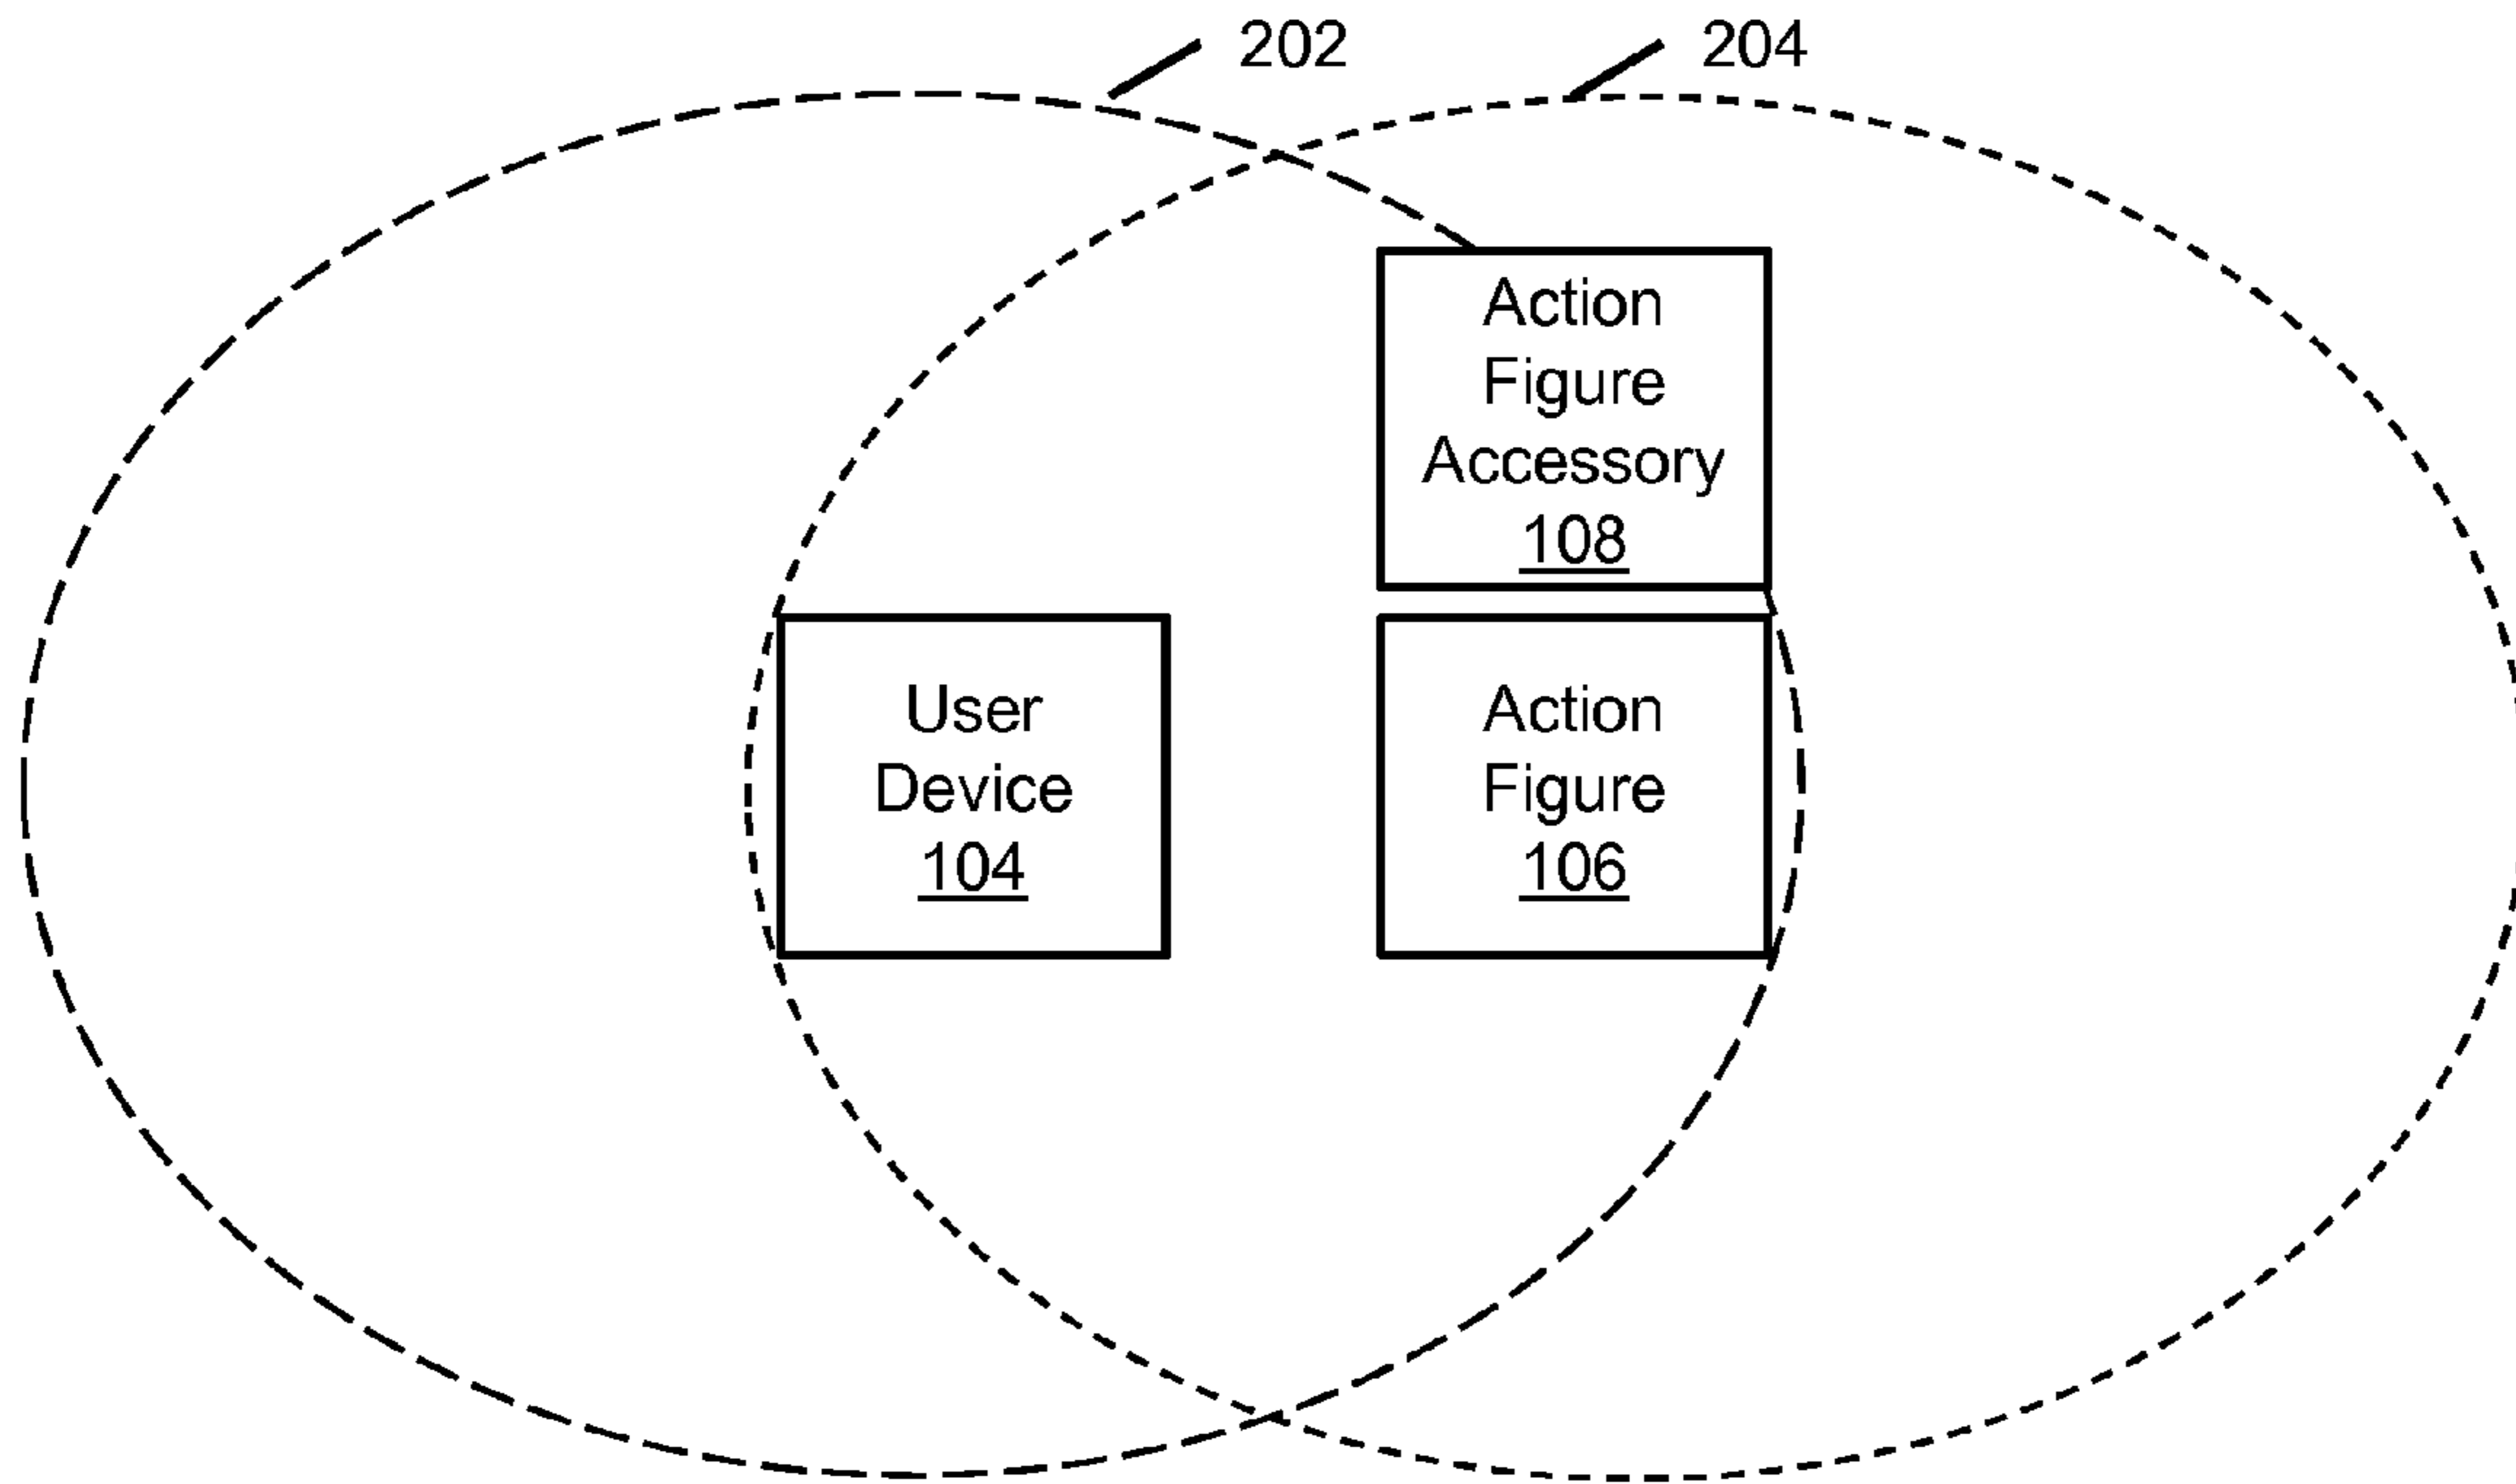 202
204
Action
Figure
Accessory
108
User
Device
104
Action
Figure
106